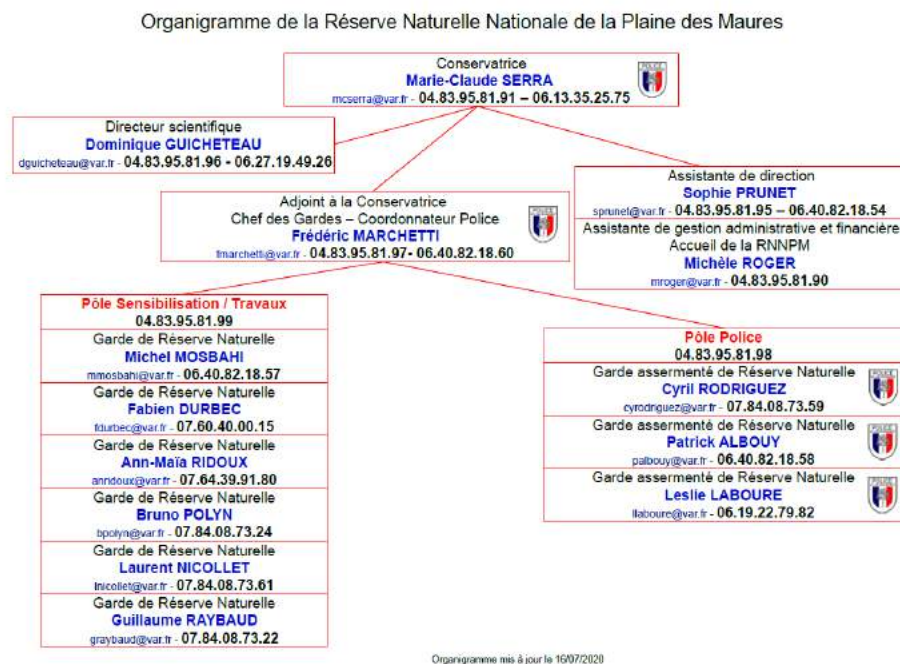 Organigramme de la Réserve Naturelle Nationale de la Plaine des Maures
Conservatrice
Marie-Claude SERRA
mcserra@var.fr - 04.83.95.81.91 – 06.13.35.25.75
Directeur scientifique
Dominique GUICHETEAU
dguicheteau@var.fr - 04.83.95.81.96 - 06.27.19.49.26
Adjoint à la Conservatrice
Chef des Gardes – Coordonnateur Police
Frédéric MARCHETTI
fmarchetti@var.fr - 04.83.95.81.97- 06.40.82.18.60
Assistante de direction
Sophie PRUNET
sprunet@var.fr - 04.83.95.81.95 – 06.40.82.18.54
Assistante de gestion administrative et financière
Accueil de la RNNPM
Michèle ROGER
mroger@var.fr - 04.83.95.81.90
Pôle Sensibilisation / Travaux
04.83.95.81.99
Garde de Réserve Naturelle
Michel MOSBAHI
mmosbahi@var.fr - 06.40.82.18.57
Garde de Réserve Naturelle
Fabien DURBEC
fdurbec@var.fr - 07.60.40.00.15
Garde de Réserve Naturelle
Ann-Maïa RIDOUX
anridoux@var.fr - 07.64.39.91.80
Garde de Réserve Naturelle
Bruno POLYN
bpolyn@var.fr - 07.84.08.73.24
Garde de Réserve Naturelle
Laurent NICOLLET
lnicollet@var.fr - 07.84.08.73.61
Garde de Réserve Naturelle
Guillaume RAYBAUD
graybaud@var.fr - 07.84.08.73.22
Pôle Police
04.83.95.81.98
Garde assermenté de Réserve Naturelle
Cyril RODRIGUEZ
cyrodriguez@var.fr - 07.84.08.73.59
Garde assermenté de Réserve Naturelle
Patrick ALBOUY
palbouy@var.fr - 06.40.82.18.58
Garde assermenté de Réserve Naturelle
Leslie LABOURE
llaboure@var.fr - 06.19.22.79.82
Organigramme mis à jour le 16/07/2020